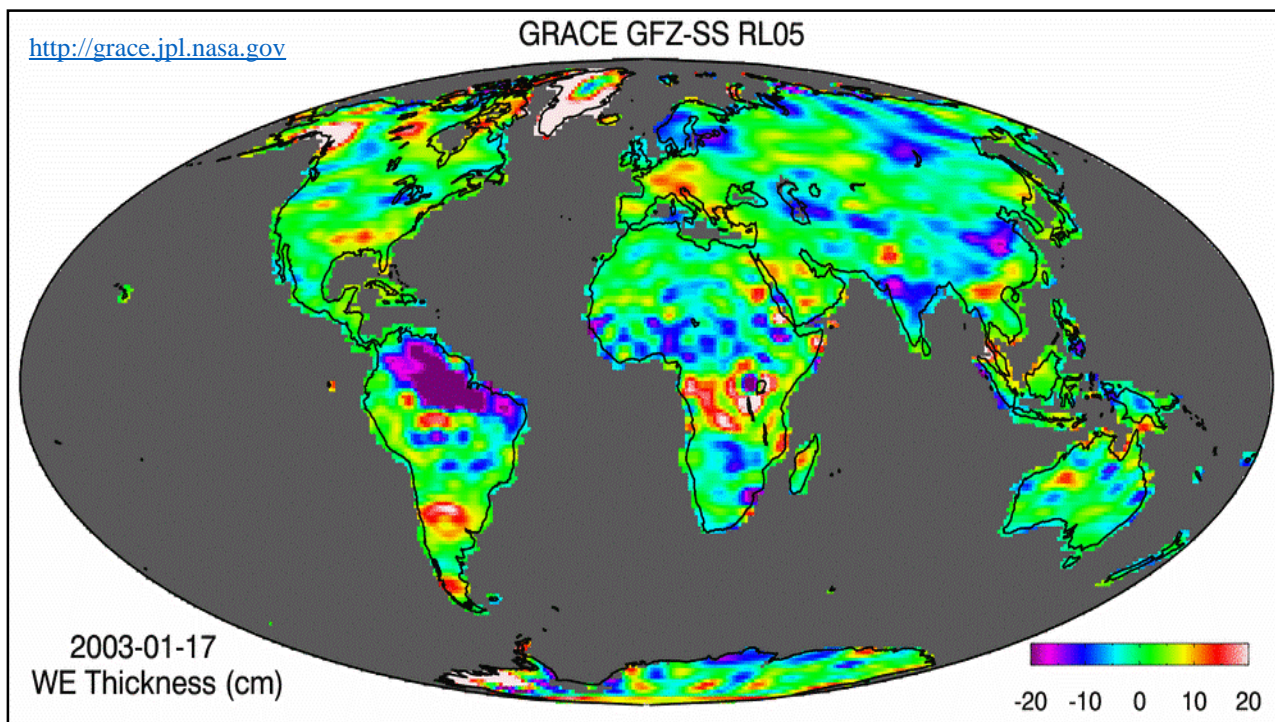 GRACE GFZ-SS RL05
http://grace.jpl.nasa.gov
2003-01-17
WE Thickness (cm)
-20 -10 0 10 20